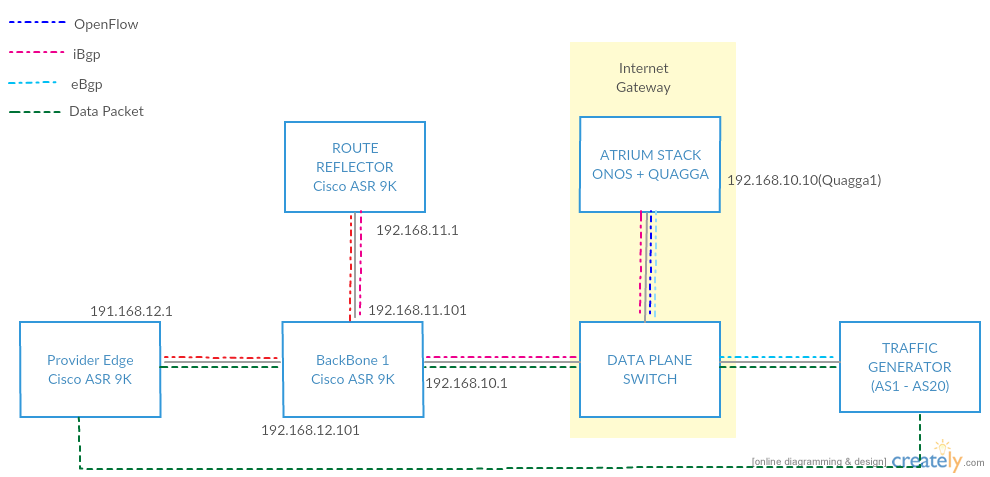 OpenFlow
iBgp
eBgp
Data Packet
Internet
Gateway
ROUTE
REFLECTOR
Cisco ASR 9K
ATRIUM STACK
ONOS + QUAGGA
192.168.10.10(Quagga1)
192.168.11.1
191.168.12.1
192.168.11.101
Provider Edge
Cisco ASR 9K
BackBone 1
Cisco ASR 9K
192.168.10.1
DATA PLANE
SWITCH
TRAFFIC
GENERATOR
(AS1 - AS20)
192.168.12.101
[online diagramming & design] creately.com